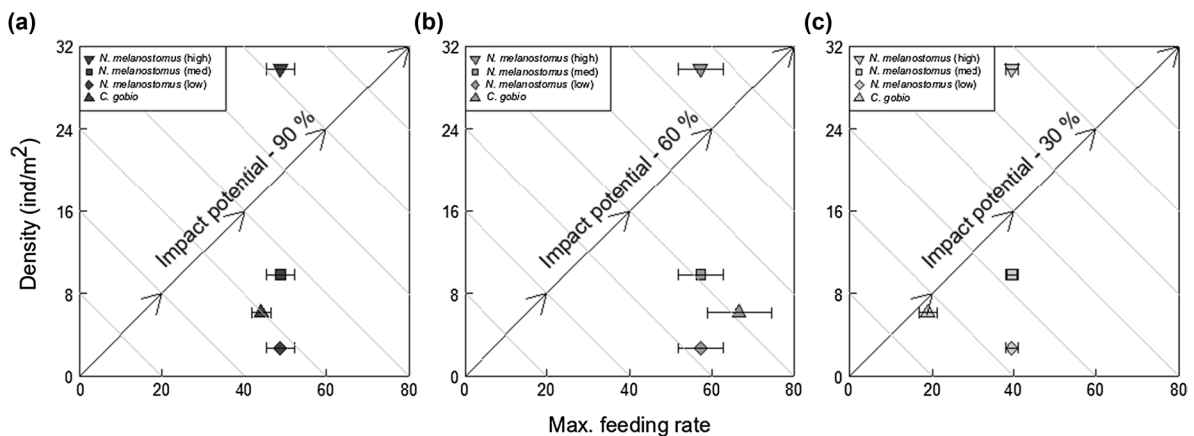 (a)
(b)
(c)
Density (ind/m²)
32
24
16
8
0
N. melanostomus (high)
N. melanostomus (med)
N. melanostomus (low)
C. gobio
Impact potential - 90 %
0 20 40 60 80
32
24
16
8
0
N. melanostomus (high)
N. melanostomus (med)
N. melanostomus (low)
C. gobio
Impact potential - 60 %
0 20 40 60 80
32
24
16
8
0
N. melanostomus (high)
N. melanostomus (med)
N. melanostomus (low)
C. gobio
Impact potential - 30 %
0 20 40 60 80
Max. feeding rate